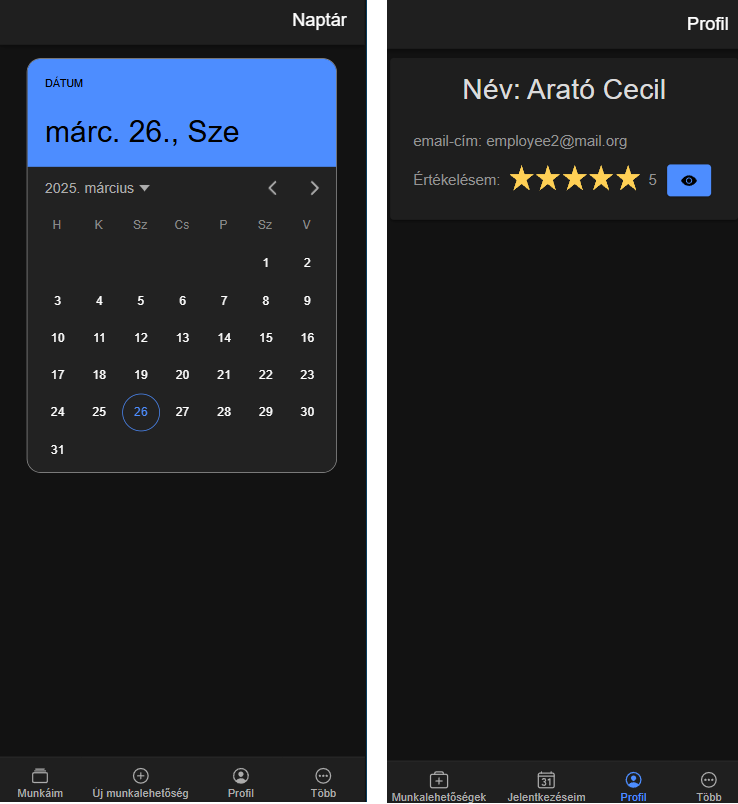 Naptár
DÁTUM
márc. 26., Sze
2025. március
H K Sz Cs P Sz V
1 2
3 4 5 6 7 8 9
10 11 12 13 14 15 16
17 18 19 20 21 22 23
24 25 26 27 28 29 30
31
Munkáim Új munkalehetőség Profil Több
Profil
Név: Arató Cecil
email-cím: employee2@mail.org
Értékelésem: 5
31
Munkalehetőségek Jelentkezéseim Profil Több